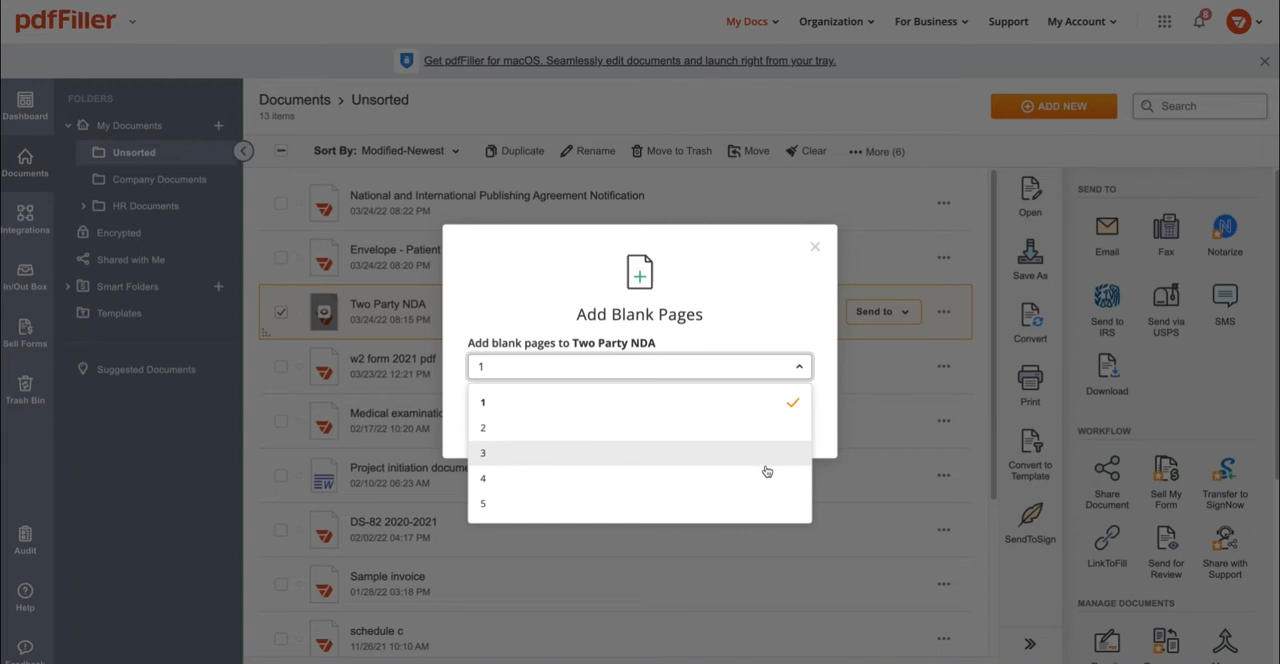 pdfFiller
My Docs
Organization
For Business
Support
My Account
8
Get pdfFiller for macOS. Seamlessly edit documents and launch right from your tray.
Dashboard
Documents
Integrations
In/Out Box
Sell Forms
Trash Bin
Audit
Help
FOLDERS
My Documents
Unsorted
Company Documents
HR Documents
Encrypted
Shared with Me
Smart Folders
Templates
Suggested Documents
Documents > Unsorted
13 items
ADD NEW
Search
Sort By: Modified-Newest
Duplicate
Rename
Move to Trash
Move
Clear
More (6)
National and International Publishing Agreement Notification
03/24/22 08:22 PM
Envelope - Patient
03/24/22 08:20 PM
Two Party NDA
03/24/22 08:15 PM
Send to
w2 form 2021 pdf
03/23/22 12:21 PM
Medical examinatio
02/17/22 10:20 AM
Project initiation docum
02/10/22 06:23 AM
DS-82 2020-2021
02/02/22 04:17 PM
Sample invoice
01/28/22 03:18 PM
schedule c
11/26/21 10:10 AM
Add Blank Pages
Add blank pages to Two Party NDA
1
1
2
3
4
5
Open
Save As
Convert
Print
Convert to
Template
SendToSign
SEND TO
Email
Fax
Notarize
Send to
IRS
Send via
USPS
SMS
Download
WORKFLOW
Share
Document
Sell My
Form
Transfer to
SignNow
LinkToFill
Send for
Review
Share with
Support
MANAGE DOCUMENTS